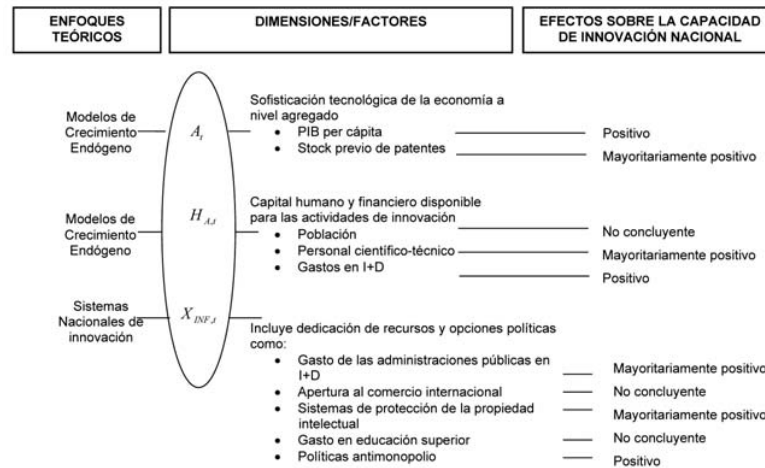 ENFOQUES
TEÓRICOS
DIMENSIONES/FACTORES
EFECTOS SOBRE LA CAPACIDAD
DE INNOVACIÓN NACIONAL
Modelos de
Crecimiento
Endógeno
A_t
Sofisticación tecnológica de la economía a
nivel agregado
• PIB per cápita
Positivo
• Stock previo de patentes
Mayoritariamente positivo
Modelos de
Crecimiento
Endógeno
H_{A,t}
Capital humano y financiero disponible
para las actividades de innovación
• Población
No concluyente
• Personal científico-técnico
Mayoritariamente positivo
• Gastos en I+D
Positivo
Sistemas
Nacionales de
innovación
X_{INF,t}
Incluye dedicación de recursos y opciones políticas
como:
• Gasto de las administraciones públicas en
I+D
Mayoritariamente positivo
• Apertura al comercio internacional
No concluyente
• Sistemas de protección de la propiedad
intelectual
Mayoritariamente positivo
• Gasto en educación superior
No concluyente
• Políticas antimonopolio
Positivo